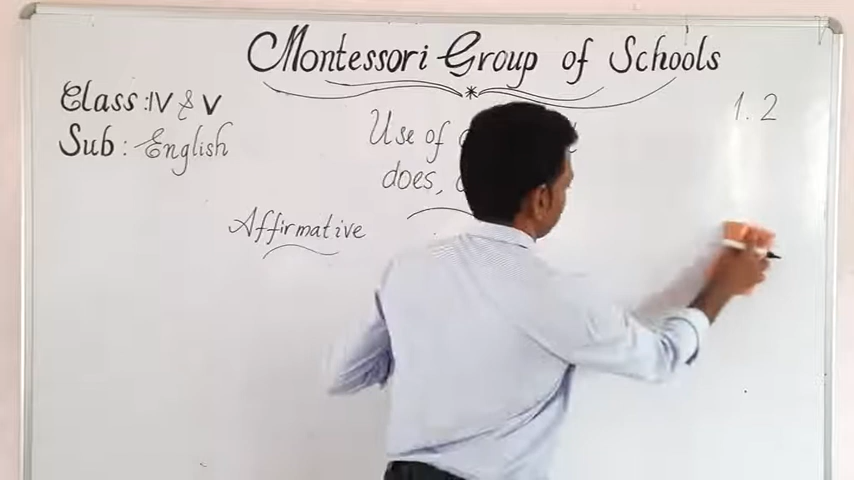 Montessori Group of Schools
Class : IV & V
Sub : English
1.2
Use of
does,
Affirmative